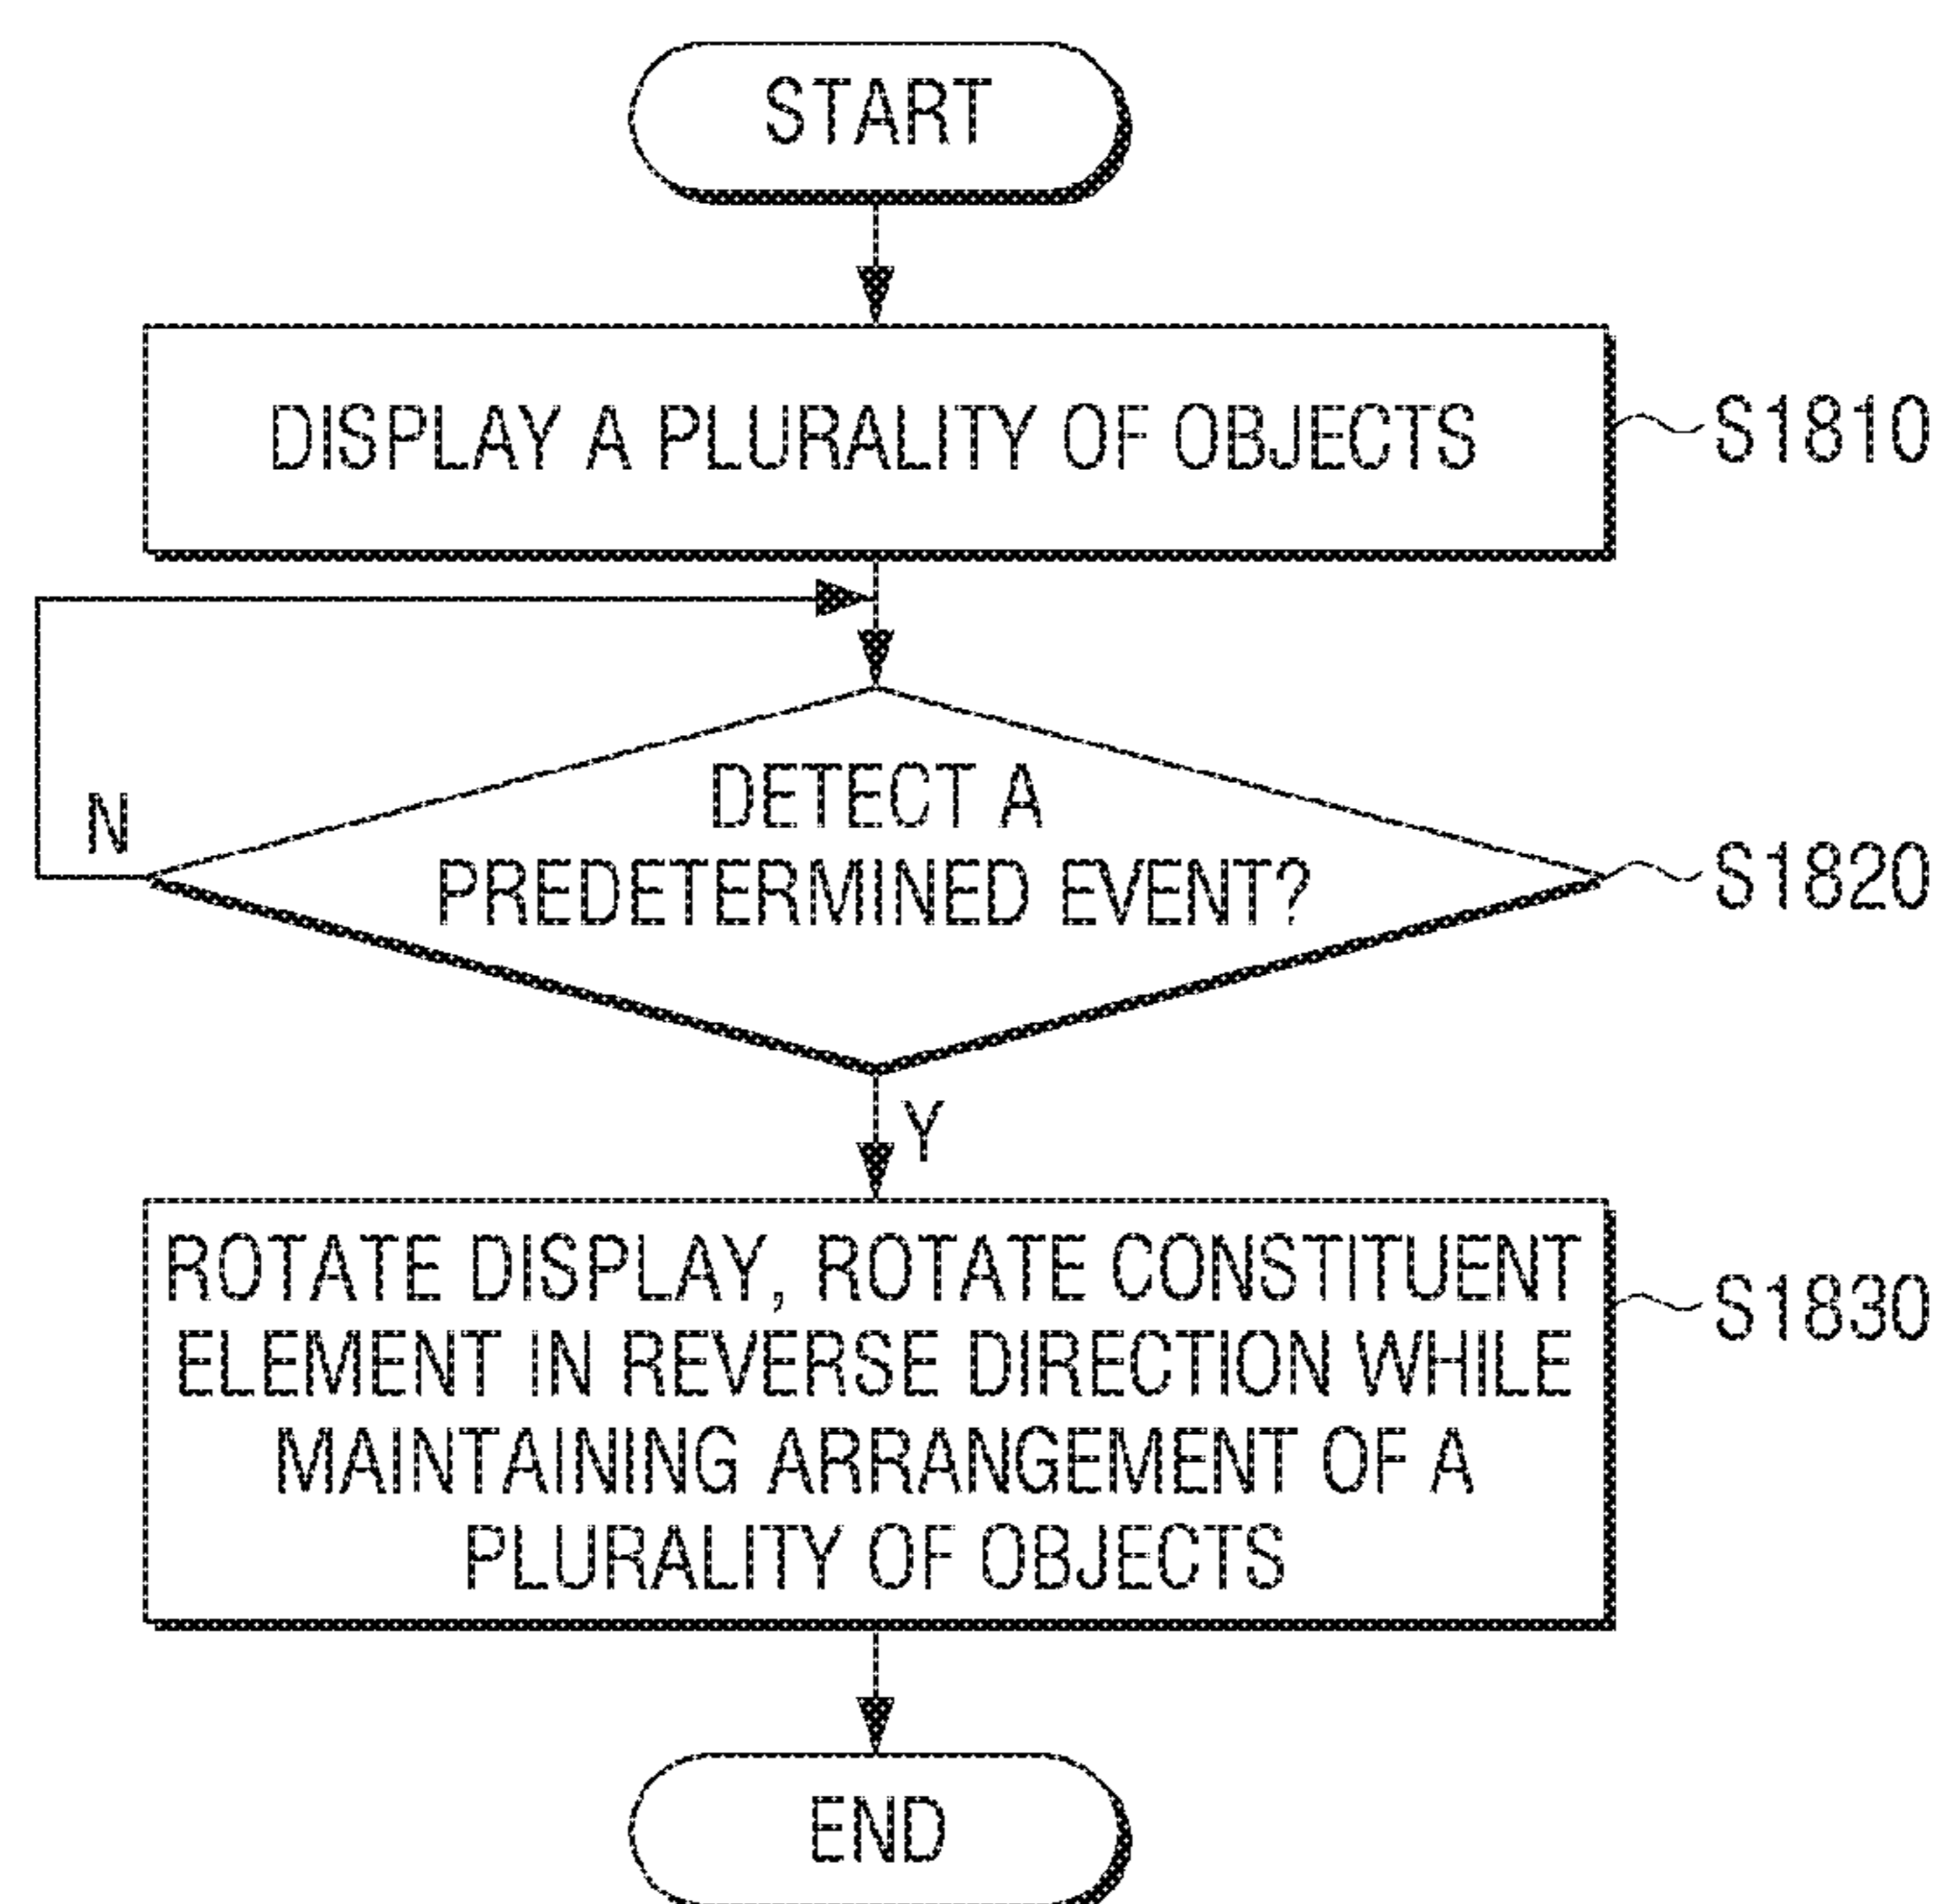 START
DISPLAY A PLURALITY OF OBJECTS
S1810
DETECT A
PREDETERMINED EVENT?
S1820
N
Y
ROTATE DISPLAY, ROTATE CONSTITUENT
ELEMENT IN REVERSE DIRECTION WHILE
MAINTAINING ARRANGEMENT OF A
PLURALITY OF OBJECTS
S1830
END